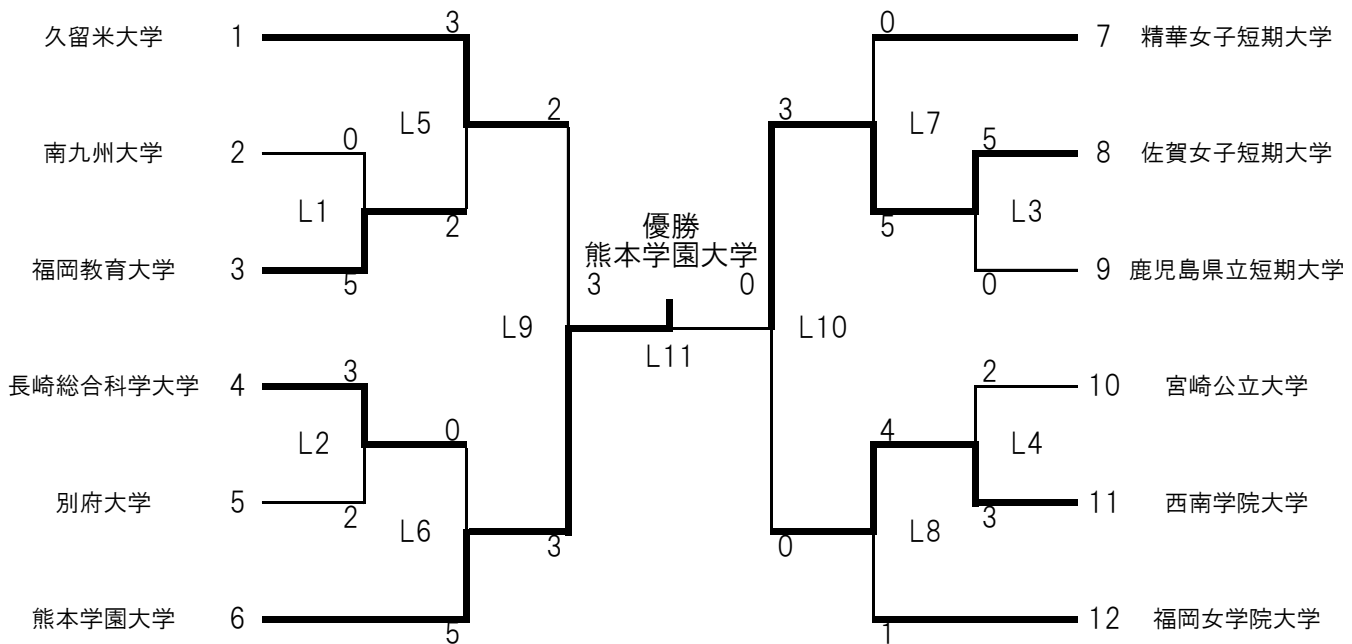 久留米大学 1 3
南九州大学 2 0
L1
福岡教育大学 3 5
L5
2
2
長崎総合科学大学 4 3
L2
別府大学 5 2
0
L6
熊本学園大学 6 5
L9
3
優勝
熊本学園大学
3 0
L11
0 7 精華女子短期大学
3
L7
5 8 佐賀女子短期大学
L3
5
0 9 鹿児島県立短期大学
L10
2 10 宮崎公立大学
4
L4
3 11 西南学院大学
L8
0
1 12 福岡女学院大学